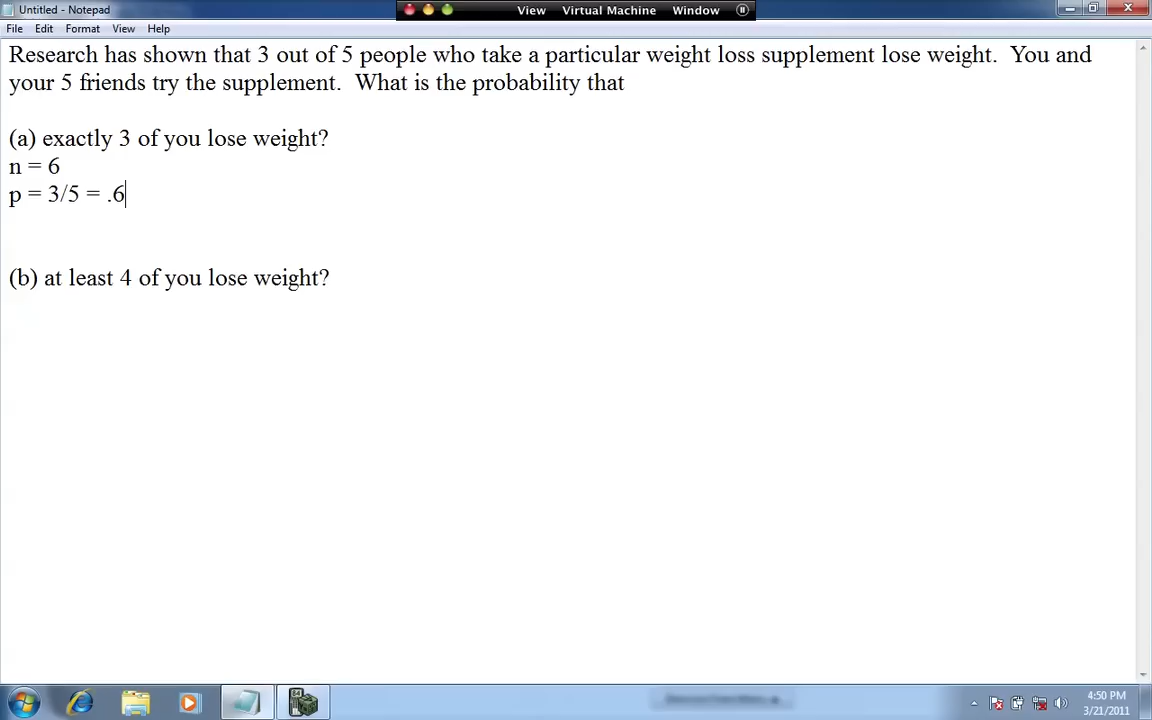 Untitled - Notepad
View Virtual Machine Window
File Edit Format View Help
Research has shown that 3 out of 5 people who take a particular weight loss supplement lose weight.  You and
your 5 friends try the supplement.  What is the probability that
(a) exactly 3 of you lose weight?
n = 6
p = 3/5 = .6
(b) at least 4 of you lose weight?
4:50 PM
3/21/2011